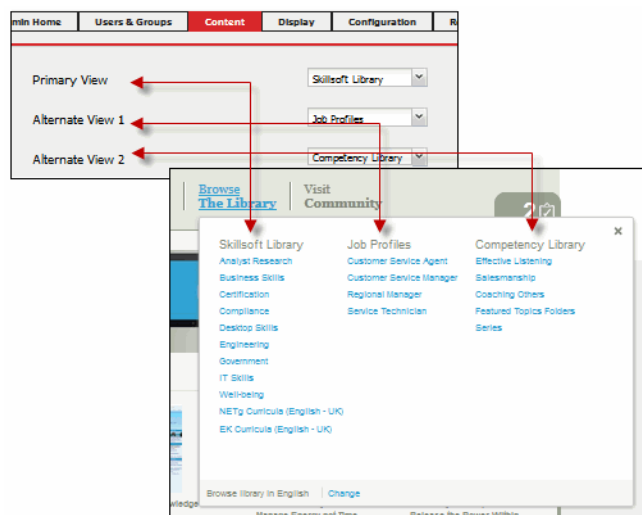 min Home Users & Groups Content Display Configuration R
Primary View Skillsoft Library
Alternate View 1 Job Profiles
Alternate View 2 Competency Library
Browse The Library
Visit Community
2
Skillsoft Library
Analyst Research
Business Skills
Certification
Compliance
Desktop Skills
Engineering
Government
IT Skills
Well-being
NETg Curricula (English - UK)
EK Curricula (English - UK)
Job Profiles
Customer Service Agent
Customer Service Manager
Regional Manager
Service Technician
Competency Library
Effective Listening
Salesmanship
Coaching Others
Featured Topics Folders
Series
Browse library in English Change